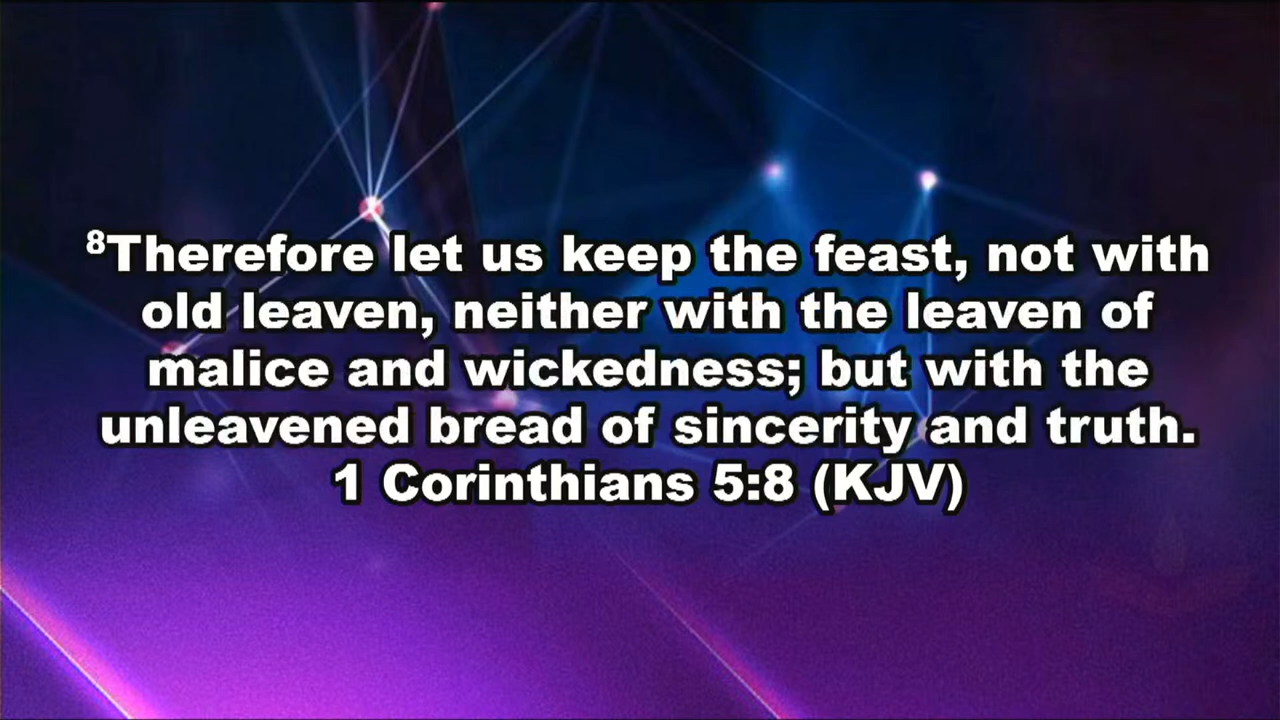 ⁸Therefore let us keep the feast, not with
old leaven, neither with the leaven of
malice and wickedness; but with the
unleavened bread of sincerity and truth.
1 Corinthians 5:8 (KJV)